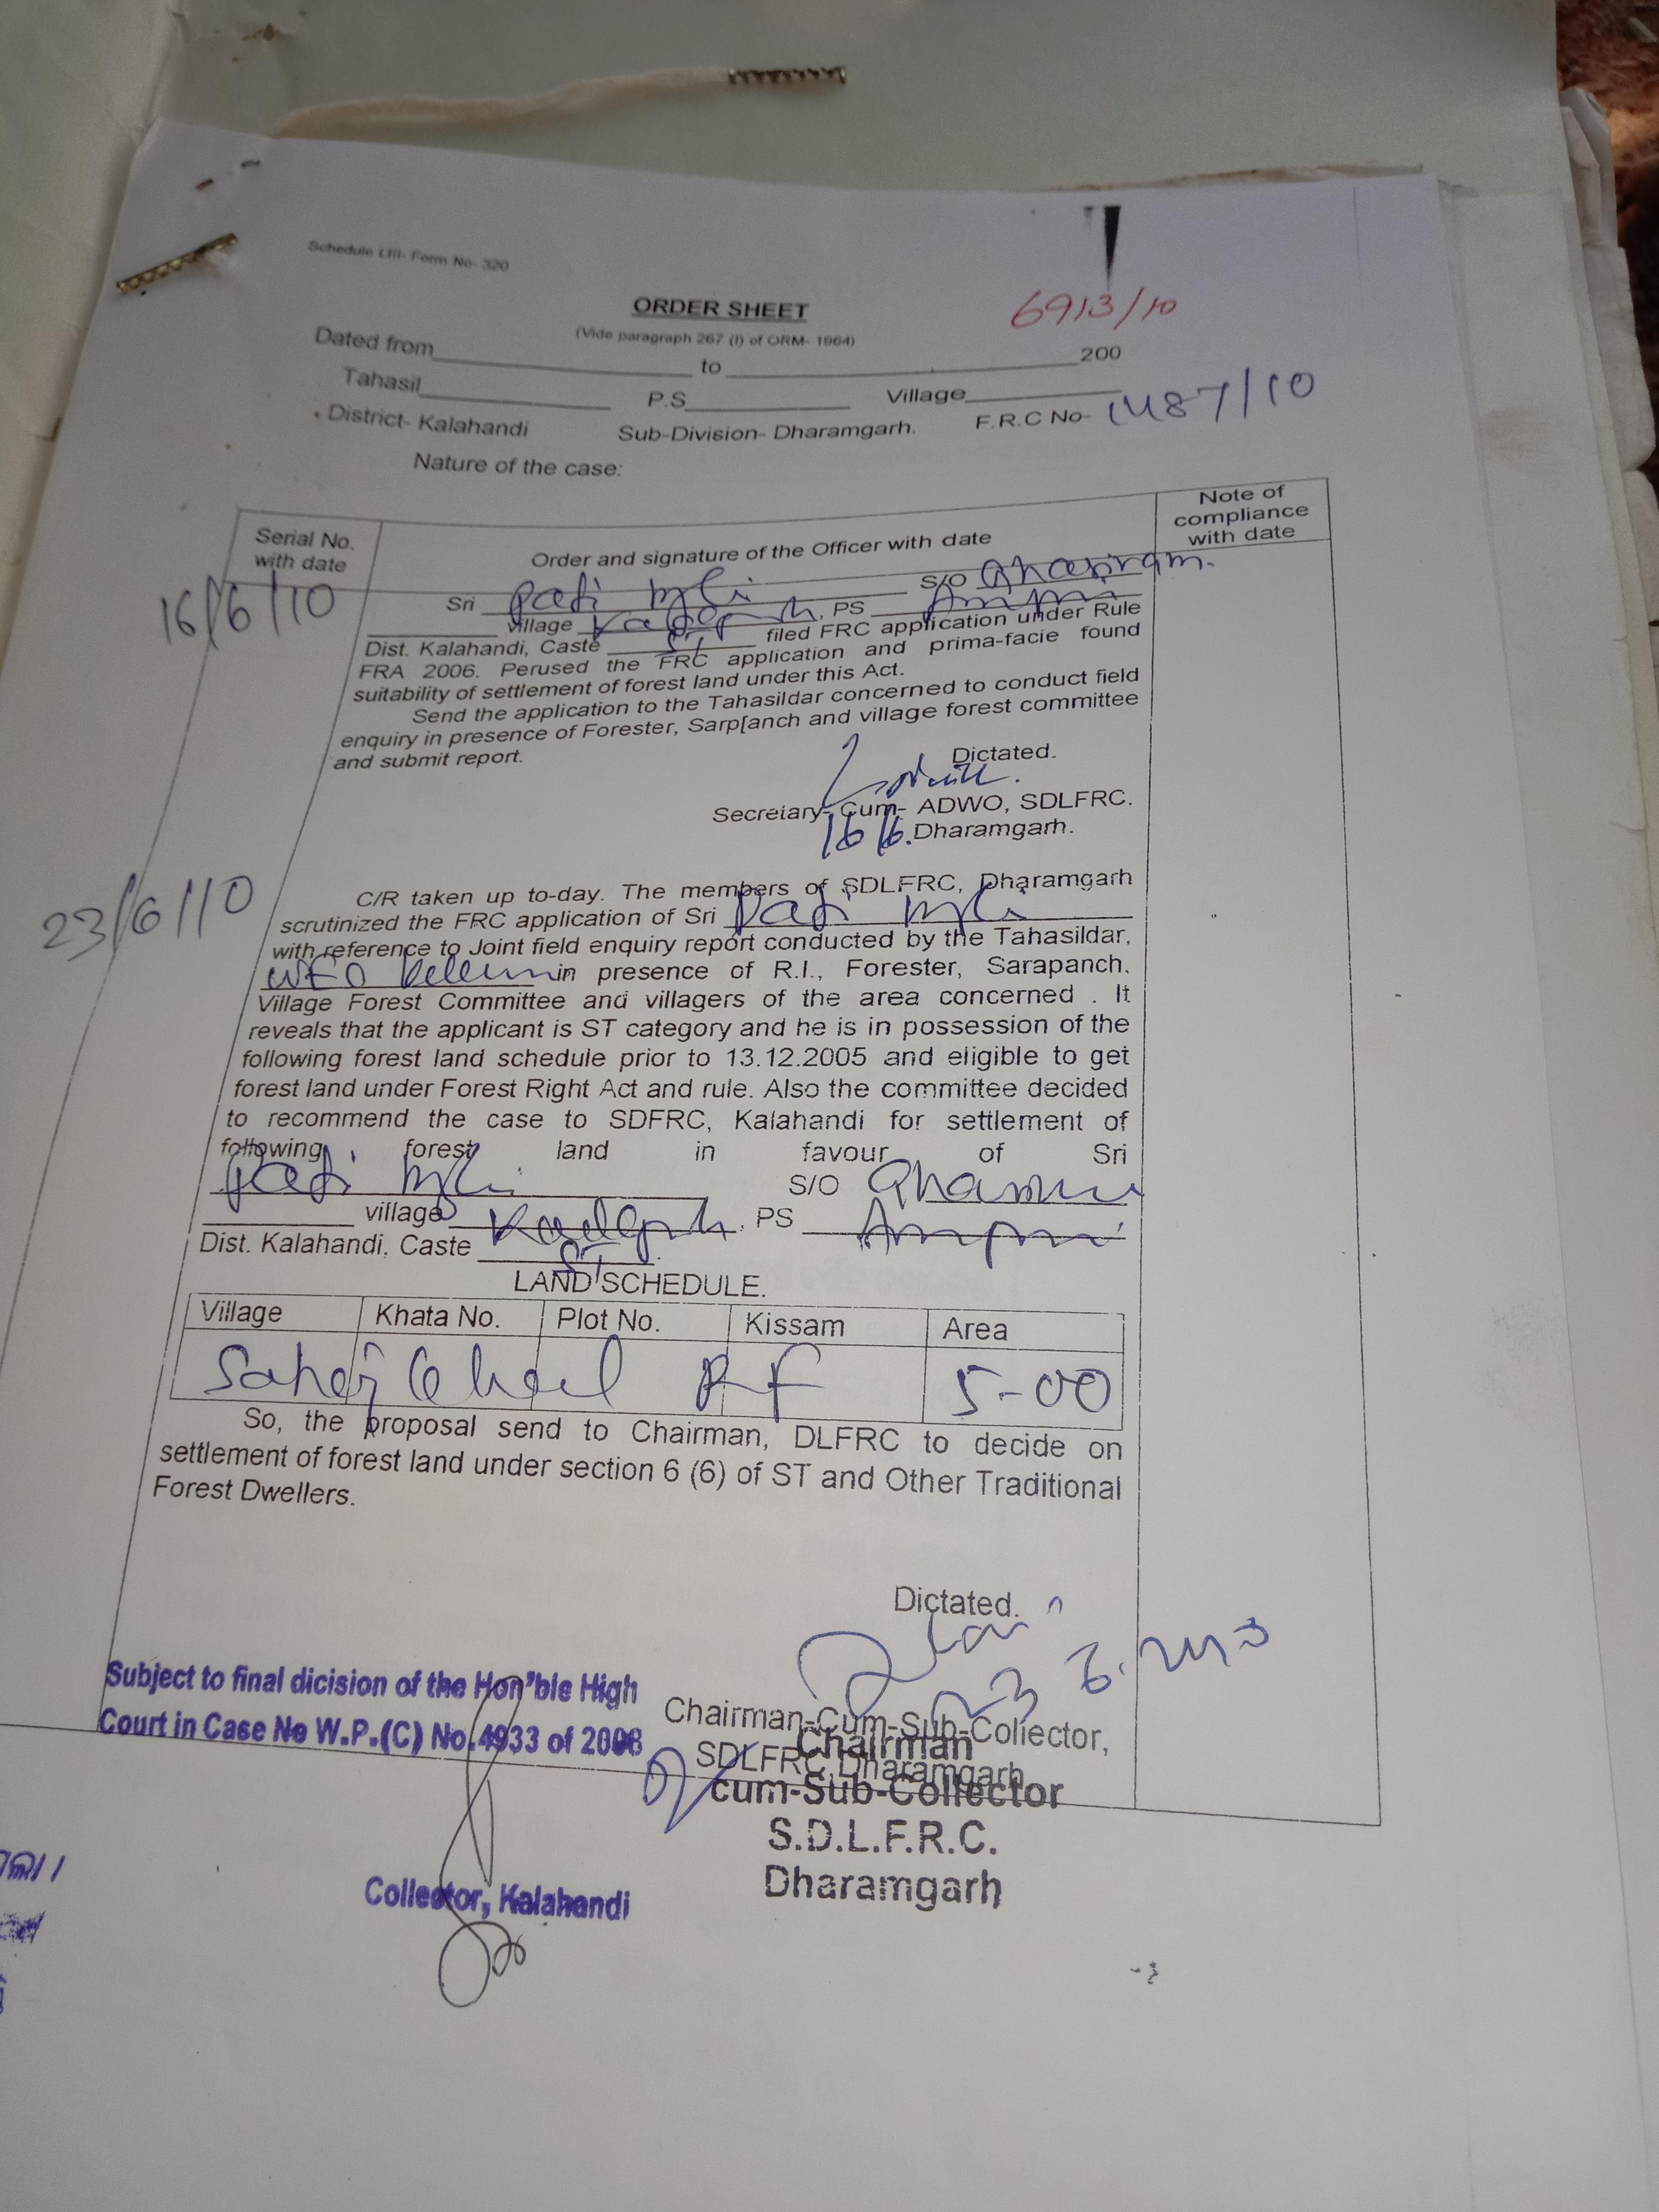 Schedule LIII- Form No- 320
ORDER SHEET
6913/10
(Vide paragraph 267 (I) of ORM- 1964)
Dated from to 200
Tahasil P.S Village
District- Kalahandi Sub-Division- Dharamgarh. F.R.C No- 1487/10
Nature of the case:
Serial No. with date
Order and signature of the Officer with date
Note of compliance with date
16/6/10
Sri S/O Ghasiram.
village , PS
Dist. Kalahandi, Caste ST filed FRC application under Rule
FRA 2006. Perused the FRC application and prima-facie found
suitability of settlement of forest land under this Act.
Send the application to the Tahasildar concerned to conduct field
enquiry in presence of Forester, Sarp[anch and village forest committee
and submit report.
Dictated.
Secretary- Cum- ADWO, SDLFRC.
16/6. Dharamgarh.
23/6/10
C/R taken up to-day. The members of SDLFRC, Dharamgarh
scrutinized the FRC application of Sri
with reference to Joint field enquiry report conducted by the Tahasildar,
WEO in presence of R.I., Forester, Sarapanch.
Village Forest Committee and villagers of the area concerned . It
reveals that the applicant is ST category and he is in possession of the
following forest land schedule prior to 13.12.2005 and eligible to get
forest land under Forest Right Act and rule. Also the committee decided
to recommend the case to SDFRC, Kalahandi for settlement of
following forest land in favour of Sri
S/O
village , PS
Dist. Kalahandi, Caste ST
LAND SCHEDULE.
Village Khata No. Plot No. Kissam Area
RF 5-00
So, the proposal send to Chairman, DLFRC to decide on
settlement of forest land under section 6 (6) of ST and Other Traditional
Forest Dwellers.
Dictated.
Subject to final dicision of the Hon'ble High
Court in Case No W.P.(C) No.4933 of 2008
Chairman-Cum-Sub-Collector,
SDLFRC, Dharamgarh
Chairman
cum-Sub-Collector
S.D.L.F.R.C.
Dharamgarh
Collector, Kalahandi